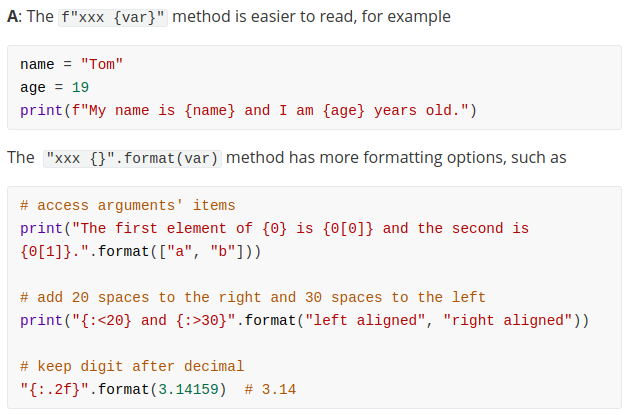 A: The f"xxx {var}" method is easier to read, for example
name = "Tom"
age = 19
print(f"My name is {name} and I am {age} years old.")
The "xxx {}".format(var) method has more formatting options, such as
# access arguments' items
print("The first element of {0} is {0[0]} and the second is
{0[1]}.".format(["a", "b"]))
# add 20 spaces to the right and 30 spaces to the left
print("{:<20} and {:>30}".format("left aligned", "right aligned"))
# keep digit after decimal
"{:.2f}".format(3.14159)  # 3.14